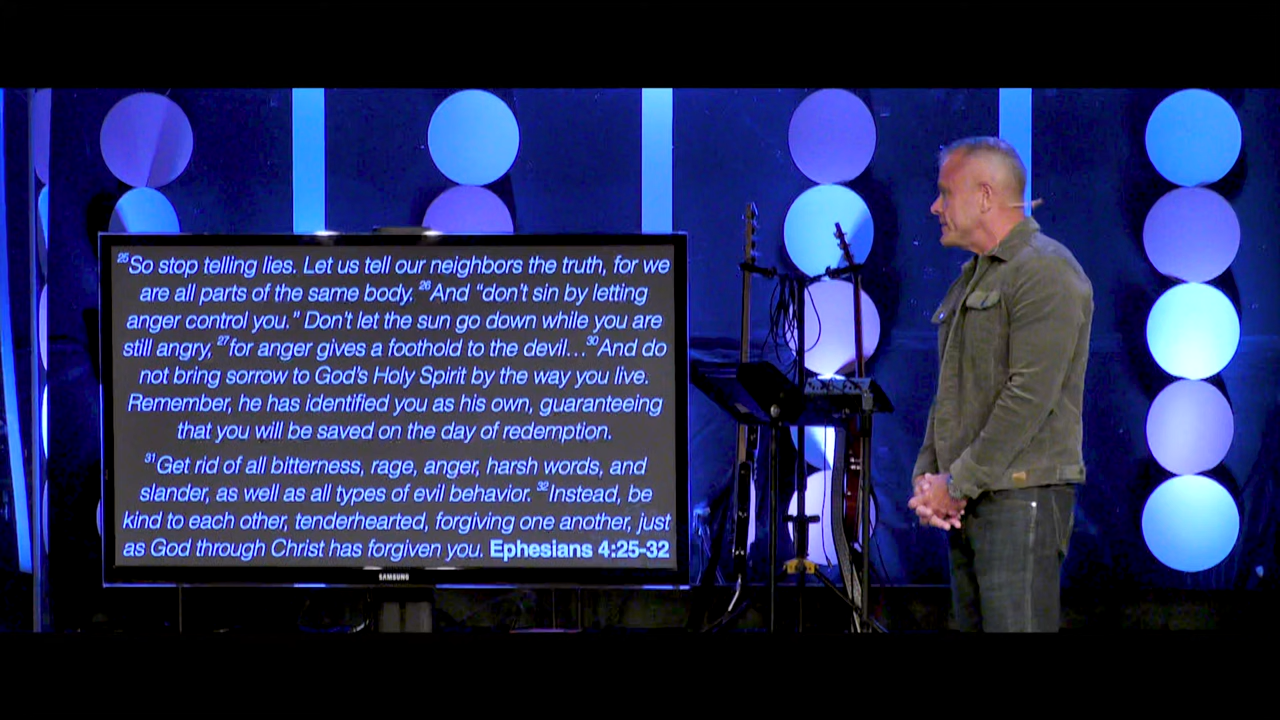 25So stop telling lies. Let us tell our neighbors the truth, for we
are all parts of the same body. 26And “don’t sin by letting
anger control you.” Don’t let the sun go down while you are
still angry, 27for anger gives a foothold to the devil…30And do
not bring sorrow to God’s Holy Spirit by the way you live.
Remember, he has identified you as his own, guaranteeing
that you will be saved on the day of redemption.
31Get rid of all bitterness, rage, anger, harsh words, and
slander, as well as all types of evil behavior. 32Instead, be
kind to each other, tenderhearted, forgiving one another, just
as God through Christ has forgiven you. Ephesians 4:25-32
SAMSUNG